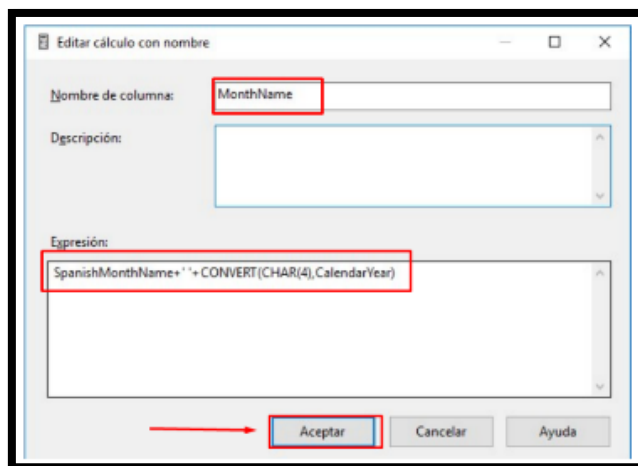 Editar cálculo con nombre
Nombre de columna: MonthName
Descripción:
Expresión:
SpanishMonthName+' '+CONVERT(CHAR(4),CalendarYear)
Aceptar Cancelar Ayuda